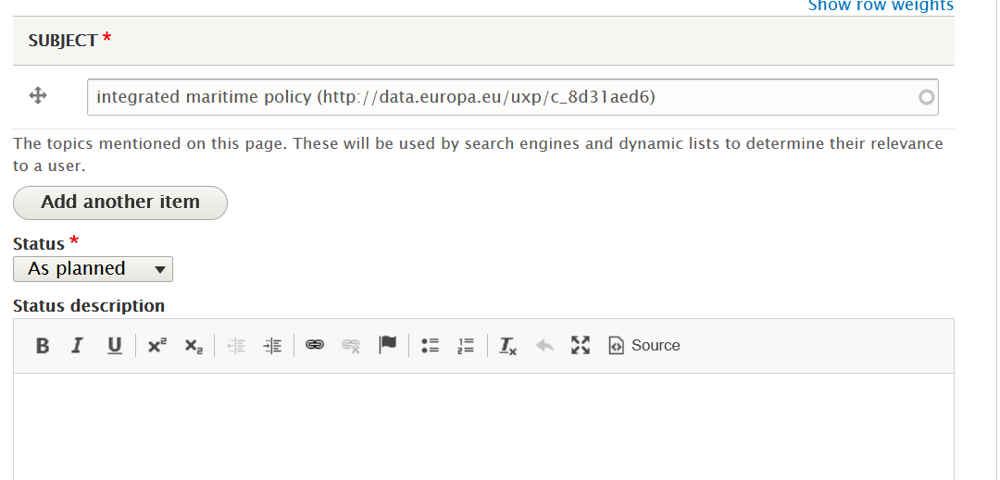 Show row weights
SUBJECT *
integrated maritime policy (http://data.europa.eu/uxp/c_8d31aed6)
The topics mentioned on this page. These will be used by search engines and dynamic lists to determine their relevance
to a user.
Add another item
Status *
As planned
Status description
B I U x² x₂ Source